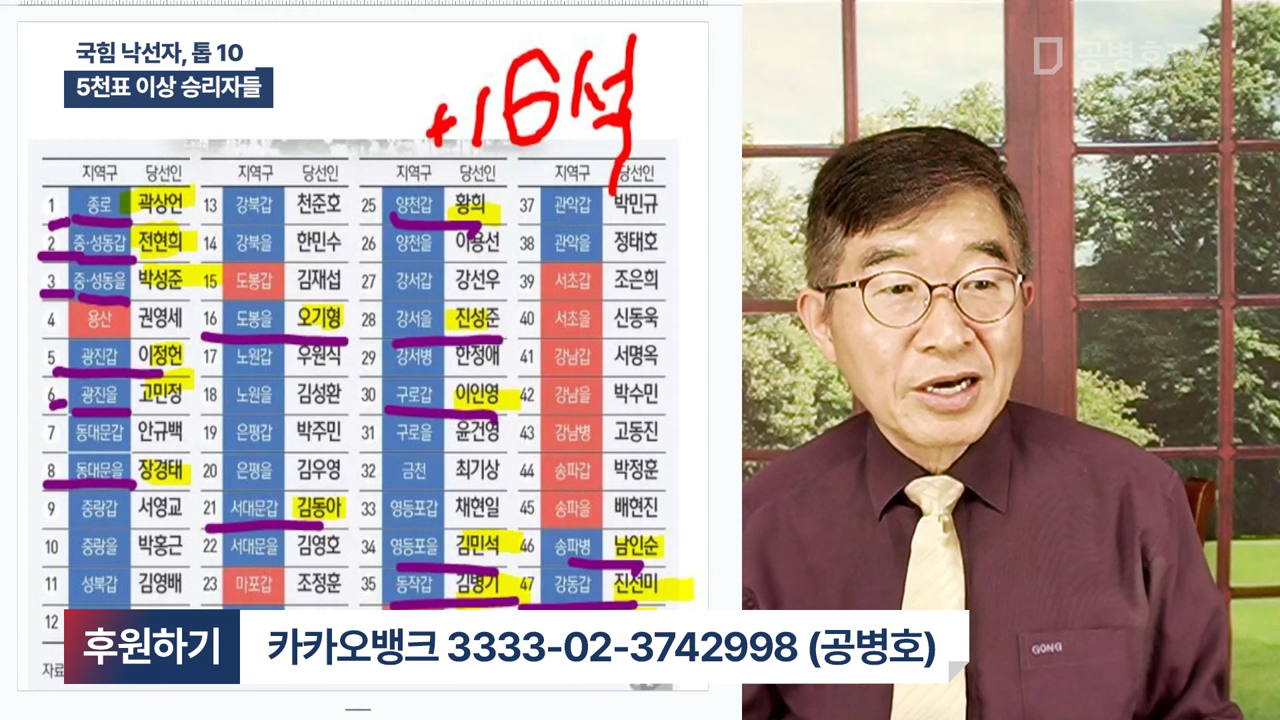 국힘 낙선자, 톱 10
5천표 이상 승리자들
+16석
공병호TV
지역구 당선인 지역구 당선인 지역구 당선인 지역구 당선인
1 종로 곽상언 13 강북갑 천준호 25 양천갑 황희 37 관악갑 박민규
2 중·성동갑 전현희 14 강북을 한민수 26 양천을 이용선 38 관악을 정태호
3 중·성동을 박성준 15 도봉갑 김재섭 27 강서갑 강선우 39 서초갑 조은희
4 용산 권영세 16 도봉을 오기형 28 강서을 진성준 40 서초을 신동욱
5 광진갑 이정헌 17 노원갑 우원식 29 강서병 한정애 41 강남갑 서명옥
6 광진을 고민정 18 노원을 김성환 30 구로갑 이인영 42 강남을 박수민
7 동대문갑 안규백 19 은평갑 박주민 31 구로을 윤건영 43 강남병 고동진
8 동대문을 장경태 20 은평을 김우영 32 금천 최기상 44 송파갑 박정훈
9 중랑갑 서영교 21 서대문갑 김동아 33 영등포갑 채현일 45 송파을 배현진
10 중랑을 박홍근 22 서대문을 김영호 34 영등포을 김민석 46 송파병 남인순
11 성북갑 김영배 23 마포갑 조정훈 35 동작갑 김병기 47 강동갑 진선미
12
자료
후원하기 카카오뱅크 3333-02-3742998 (공병호)
GONG